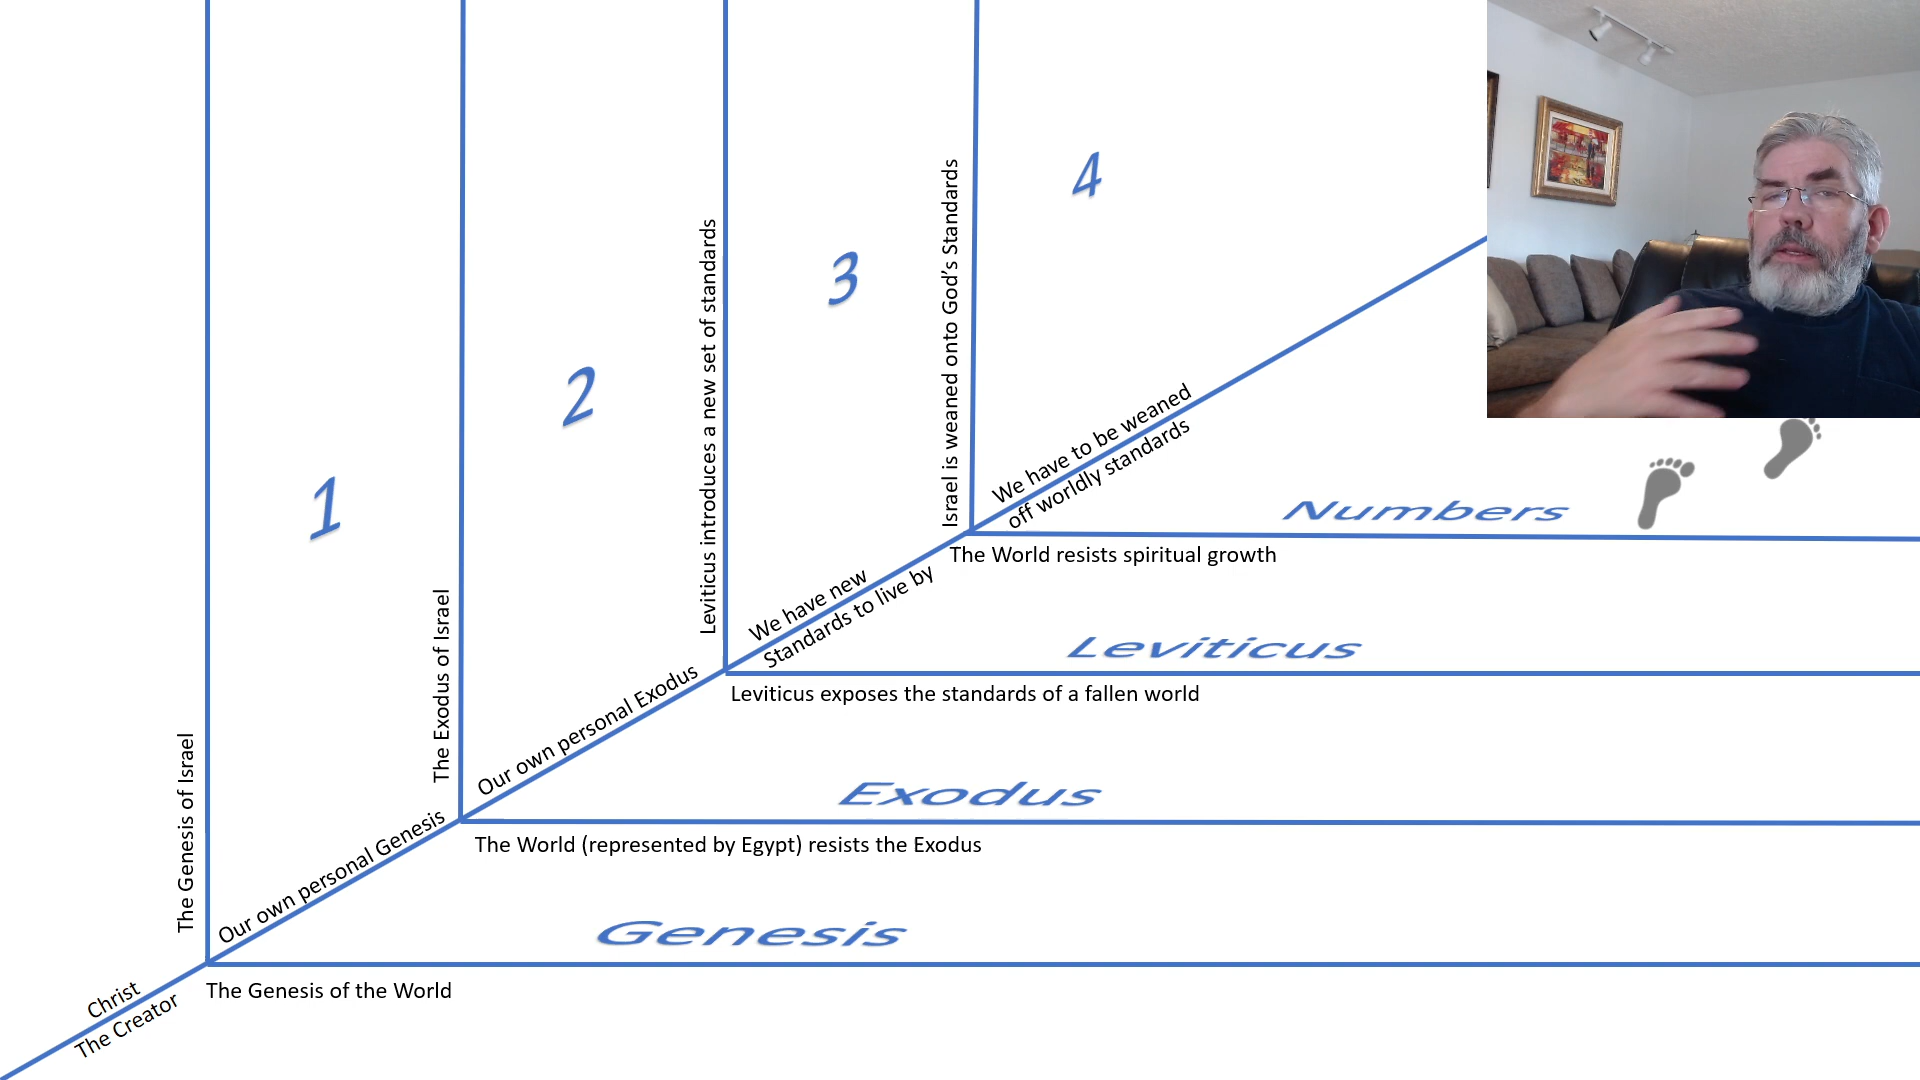 1
2
3
4
The Genesis of Israel
The Exodus of Israel
Leviticus introduces a new set of standards
Israel is weaned onto God's Standards
Christ
The Creator
Our own personal Genesis
Our own personal Exodus
We have new
Standards to live by
We have to be weaned
off worldly standards
Numbers
The World resists spiritual growth
Leviticus
Leviticus exposes the standards of a fallen world
Exodus
The World (represented by Egypt) resists the Exodus
Genesis
The Genesis of the World